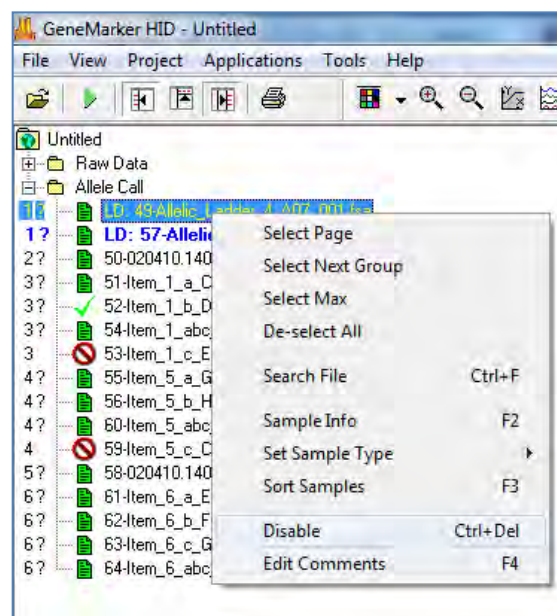 GeneMarker HID - Untitled
File View Project Applications Tools Help
Untitled
Raw Data
Allele Call
1? LD: 49-Allelic_Ladder_4_A07_001.fsa
1? LD: 57-Alleli
2? 50-020410.140
3? 51-Item_1_a_C
3? 52-Item_1_b_D
3? 54-Item_1_abc_
3 53-Item_1_c_E
4? 55-Item_5_a_G
4? 56-Item_5_b_H
4? 60-Item_5_abc_
4 59-Item_5_c_C
5? 58-020410.140
6? 61-Item_6_a_E
6? 62-Item_6_b_F
6? 63-Item_6_c_G
6? 64-Item_6_abc_
Select Page
Select Next Group
Select Max
De-select All
Search File Ctrl+F
Sample Info F2
Set Sample Type
Sort Samples F3
Disable Ctrl+Del
Edit Comments F4